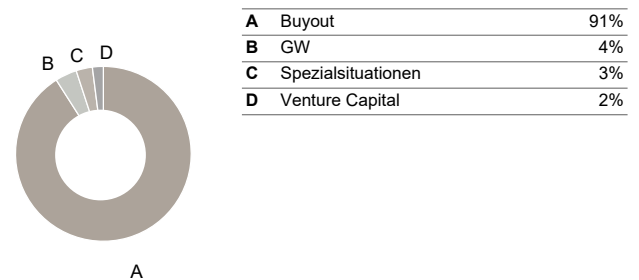 B C D
A
A Buyout 91%
B GW 4%
C Spezialsituationen 3%
D Venture Capital 2%